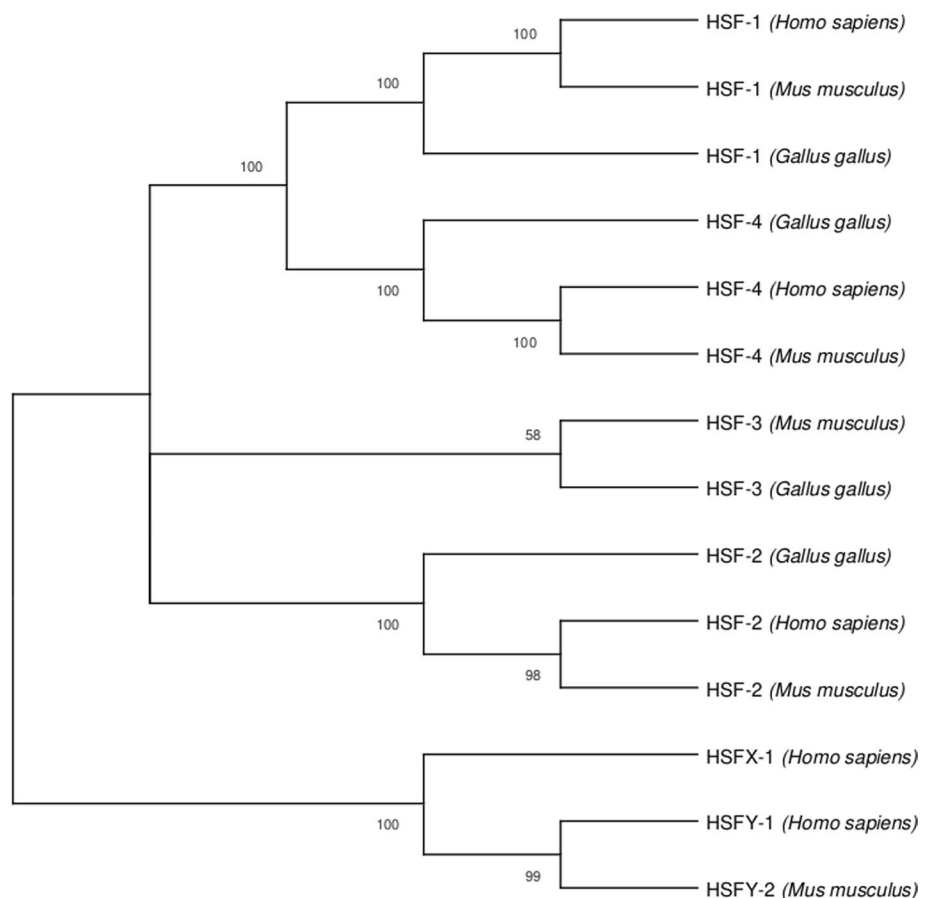 100
HSF-1 (Homo sapiens)
100
HSF-1 (Mus musculus)
100
HSF-1 (Gallus gallus)
HSF-4 (Gallus gallus)
100
HSF-4 (Homo sapiens)
100
HSF-4 (Mus musculus)
58
HSF-3 (Mus musculus)
HSF-3 (Gallus gallus)
HSF-2 (Gallus gallus)
100
HSF-2 (Homo sapiens)
98
HSF-2 (Mus musculus)
HSFX-1 (Homo sapiens)
100
HSFY-1 (Homo sapiens)
99
HSFY-2 (Mus musculus)